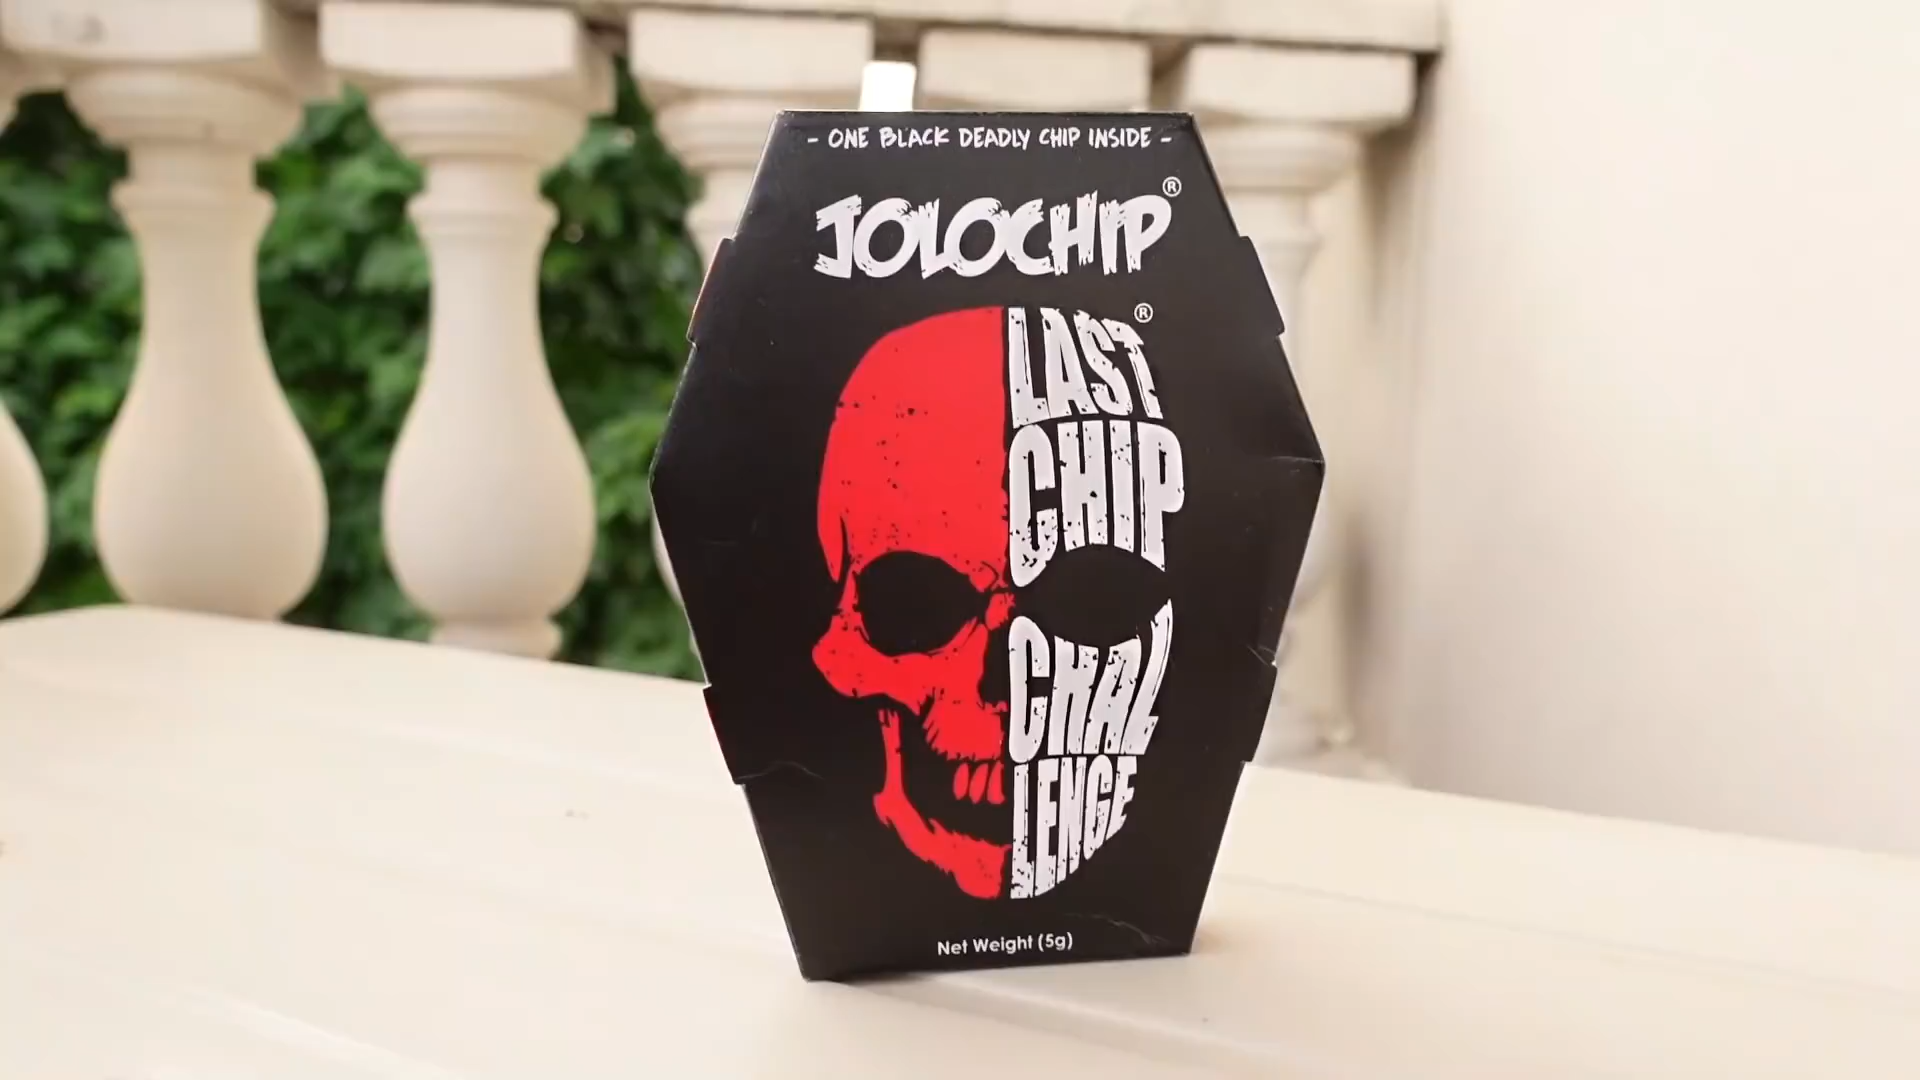 - ONE BLACK DEADLY CHIP INSIDE -
JOLOCHIP®
LAST®
CHIP
CHAL
LENGE
Net Weight (5g)